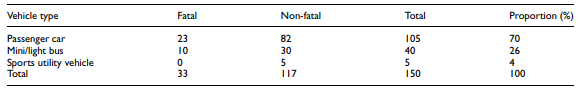 Vehicle type Fatal Non-fatal Total Proportion (%)
Passenger car 23 82 105 70
Mini/light bus 10 30 40 26
Sports utility vehicle 0 5 5 4
Total 33 117 150 100